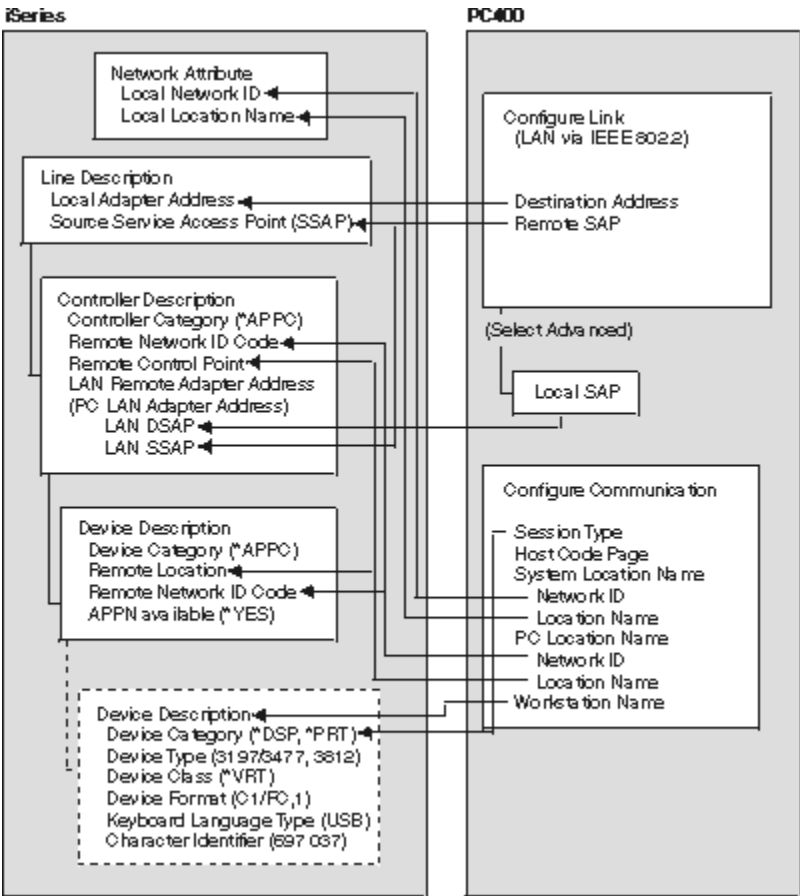 iSeries
Network Attribute
Local Network ID
Local Location Name
Line Description
Local Adapter Address
Source Service Access Point (SSAP)
Controller Description
Controller Category (*APPC)
Remote Network ID Code
Remote Control Point
LAN Remote Adapter Address
(PC LAN Adapter Address)
LAN DSAP
LAN SSAP
Device Description
Device Category (*APPC)
Remote Location
Remote Network ID Code
APPN available (*YES)
Device Description
Device Category (*DSP, *PRT)
Device Type (3197/3477, 3812)
Device Class (*VRT)
Device Format (C1/FC,1)
Keyboard Language Type (USB)
Character Identifier (697 037)
PC400
Configure Link
(LAN via IEEE802.2)
Destination Address
Remote SAP
(Select Advanced)
Local SAP
Configure Communication
Session Type
Host Code Page
System Location Name
Network ID
Location Name
PC Location Name
Network ID
Location Name
Workstation Name